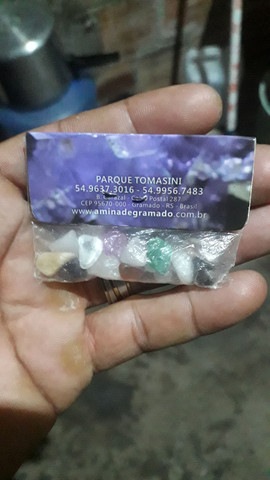 PARQUE TOMASINI
54.9637.3016 - 54.9956.7483
Postal 287
CEP 95670-000 - Gramado - RS - Brasil
www.aminadegramado.com.br